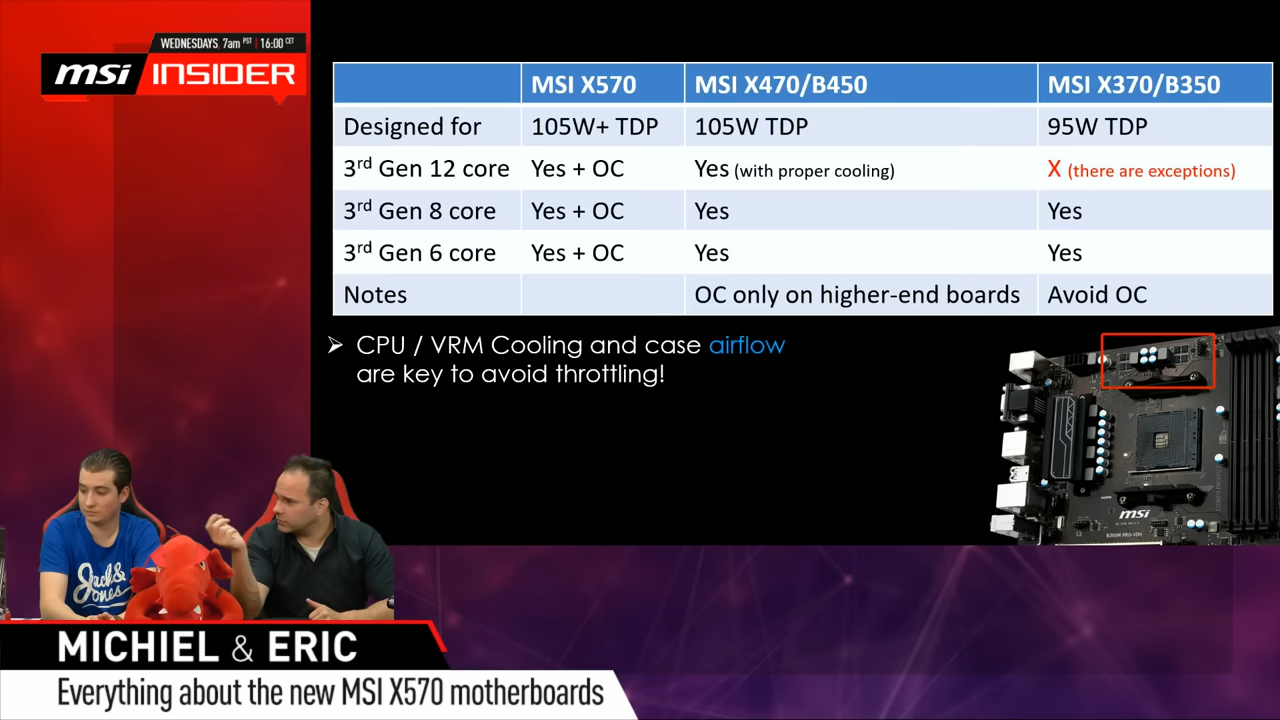 WEDNESDAYS 7am PST | 16:00 CET
msi INSIDER
MSI X570 MSI X470/B450 MSI X370/B350
Designed for 105W+ TDP 105W TDP 95W TDP
3rd Gen 12 core Yes + OC Yes (with proper cooling) X (there are exceptions)
3rd Gen 8 core Yes + OC Yes Yes
3rd Gen 6 core Yes + OC Yes Yes
Notes OC only on higher-end boards Avoid OC
➢ CPU / VRM Cooling and case airflow
are key to avoid throttling!
msi
B350M PRO-VDH
Jack &
Jones
MICHIEL & ERIC
Everything about the new MSI X570 motherboards